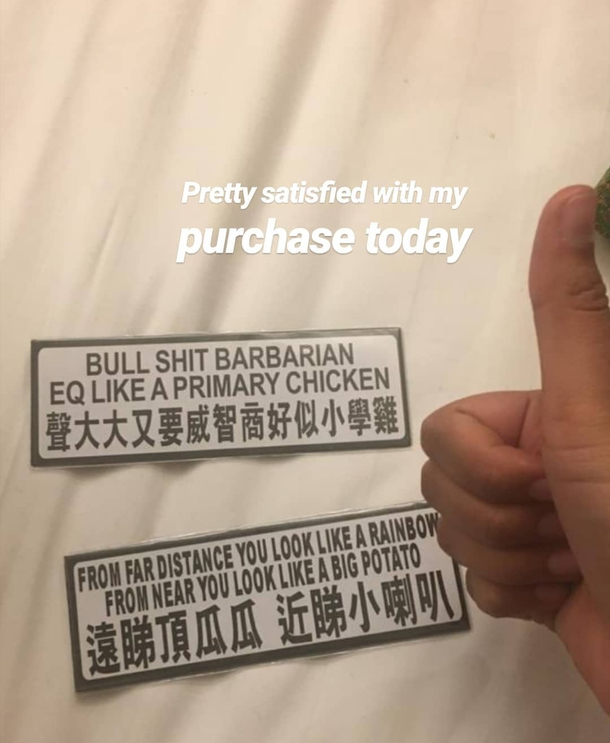 Pretty satisfied with my
purchase today
BULL SHIT BARBARIAN
EQ LIKE A PRIMARY CHICKEN
聲大大又要威智商好似小學雞
FROM FAR DISTANCE YOU LOOK LIKE A RAINBOW
FROM NEAR YOU LOOK LIKE A BIG POTATO
遠睇頂瓜瓜 近睇小喇叭